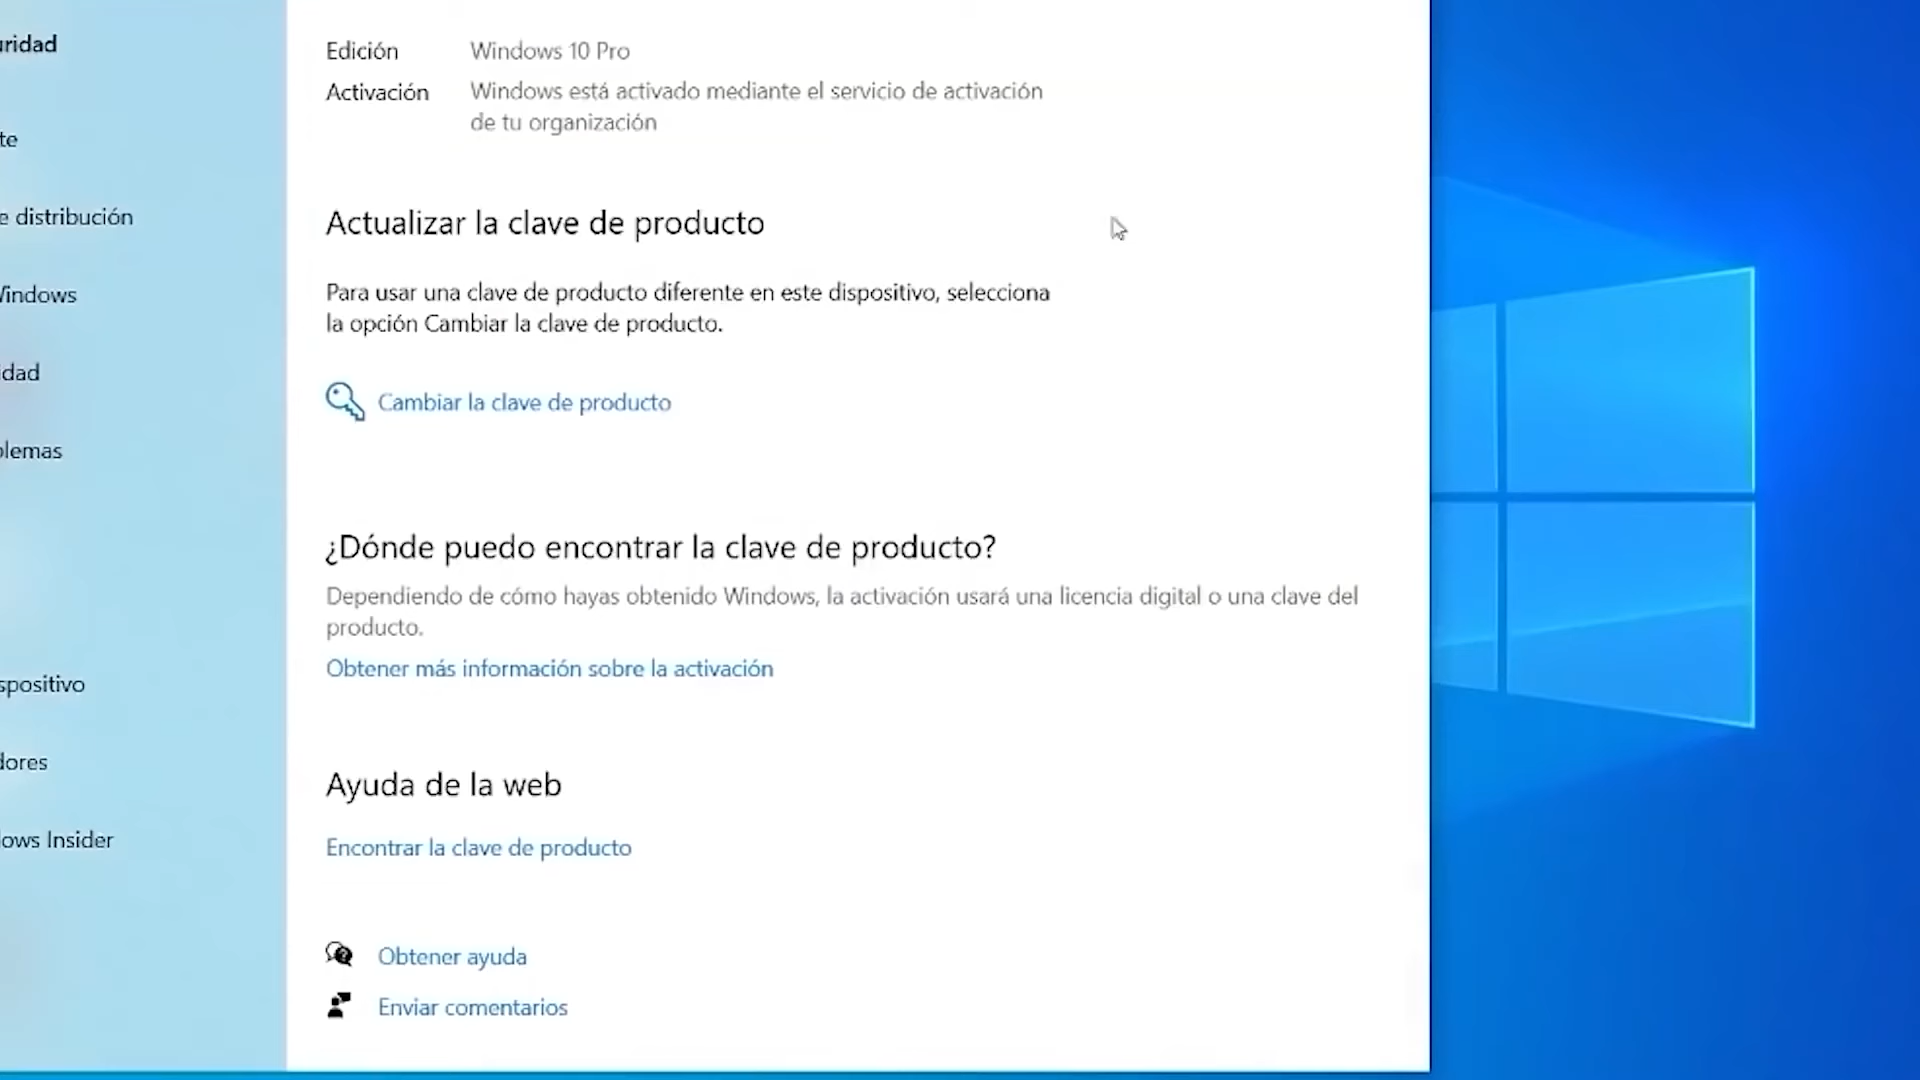 uridad
te
e distribución
Windows
idad
blemas
spositivo
dores
ows Insider
Edición Windows 10 Pro
Activación Windows está activado mediante el servicio de activación
de tu organización
Actualizar la clave de producto
Para usar una clave de producto diferente en este dispositivo, selecciona
la opción Cambiar la clave de producto.
Cambiar la clave de producto
¿Dónde puedo encontrar la clave de producto?
Dependiendo de cómo hayas obtenido Windows, la activación usará una licencia digital o una clave del
producto.
Obtener más información sobre la activación
Ayuda de la web
Encontrar la clave de producto
Obtener ayuda
Enviar comentarios